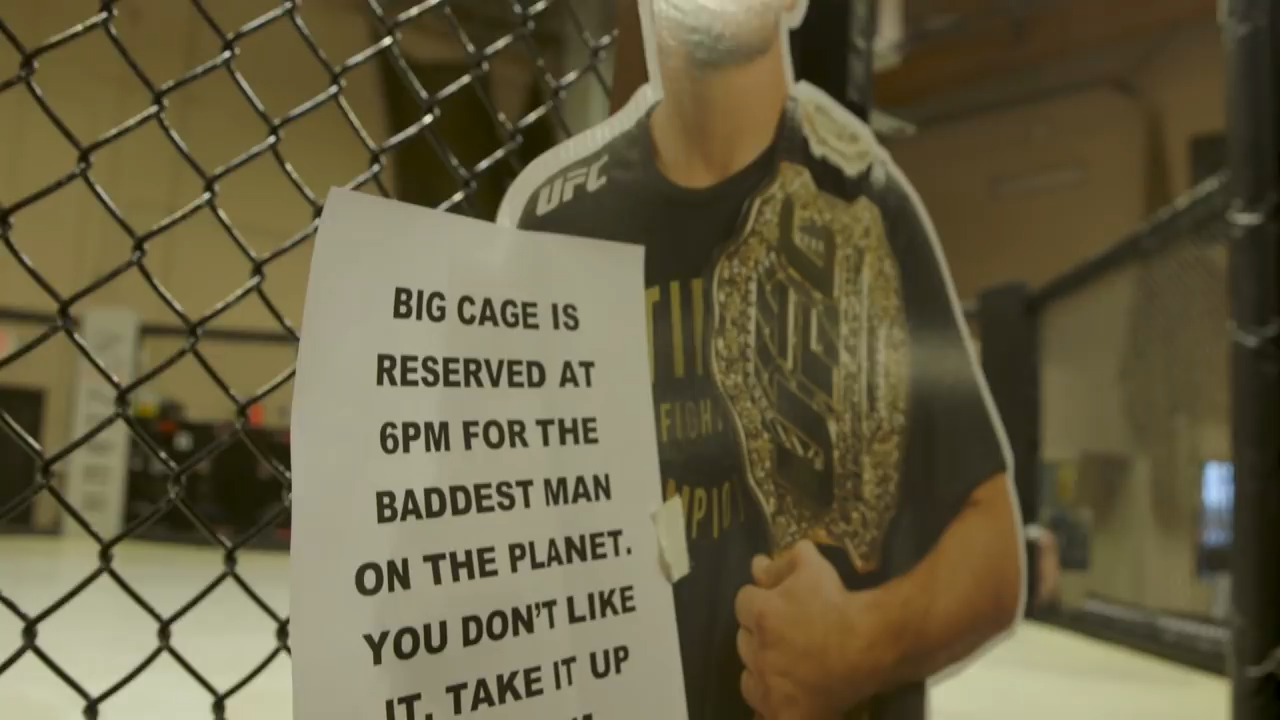 UFC
BIG CAGE IS
RESERVED AT
6PM FOR THE
BADDEST MAN
ON THE PLANET.
YOU DON'T LIKE
IT, TAKE IT UP
UFC